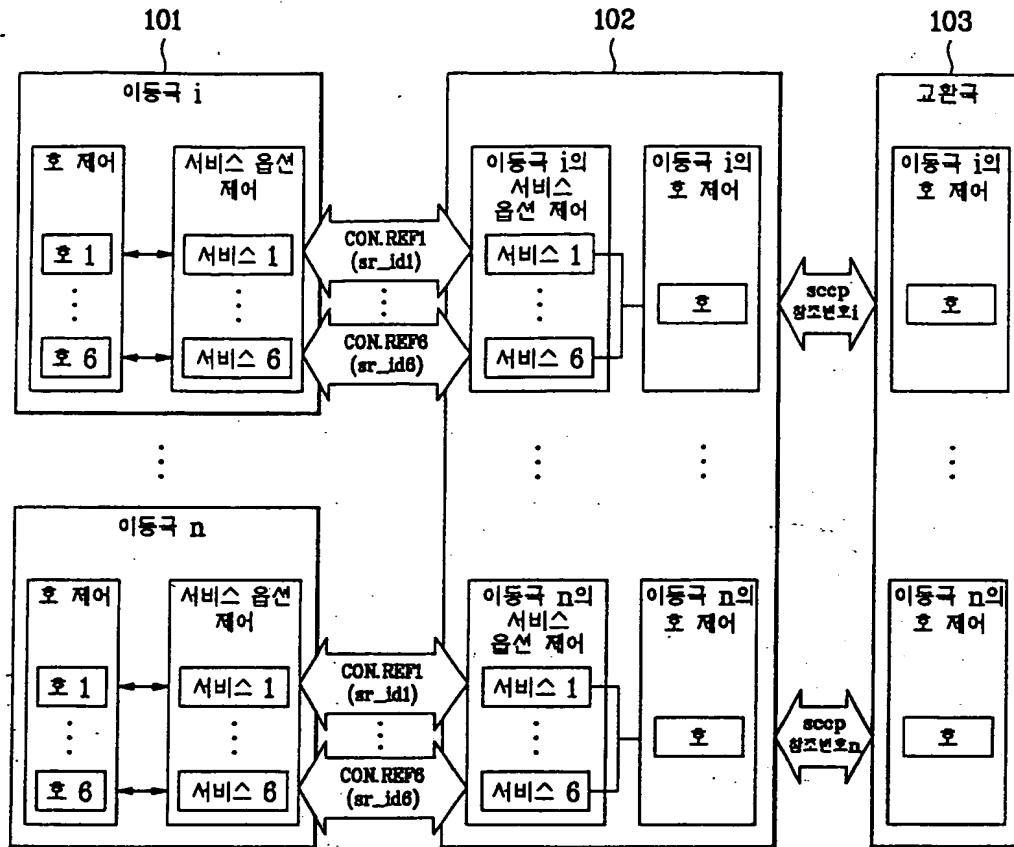 101
102
103
이동국 i
호 제어
서비스 옵션
제어
호 1
서비스 1
호 6
서비스 6
CON.REF1
(sr_id1)
CON.REF6
(sr_id6)
이동국 i의
서비스
옵션 제어
서비스 1
서비스 6
이동국 i의
호 제어
호
sccp
참조번호i
교환국
이동국 i의
호 제어
호
이동국 n
호 제어
서비스 옵션
제어
호 1
서비스 1
호 6
서비스 6
CON.REF1
(sr_id1)
CON.REF6
(sr_id6)
이동국 n의
서비스
옵션 제어
서비스 1
서비스 6
이동국 n의
호 제어
호
sccp
참조번호n
이동국 n의
호 제어
호